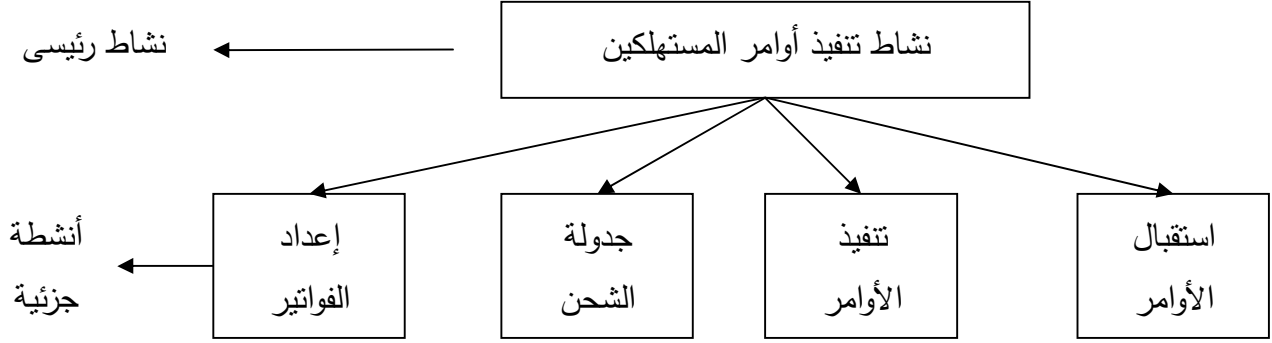 نشاط تنفيذ أوامر المستهلكين
نشاط رئيسى
استقبال
الأوامر
تنفيذ
الأوامر
جدولة
الشحن
إعداد
الفواتير
أنشطة
جزئية